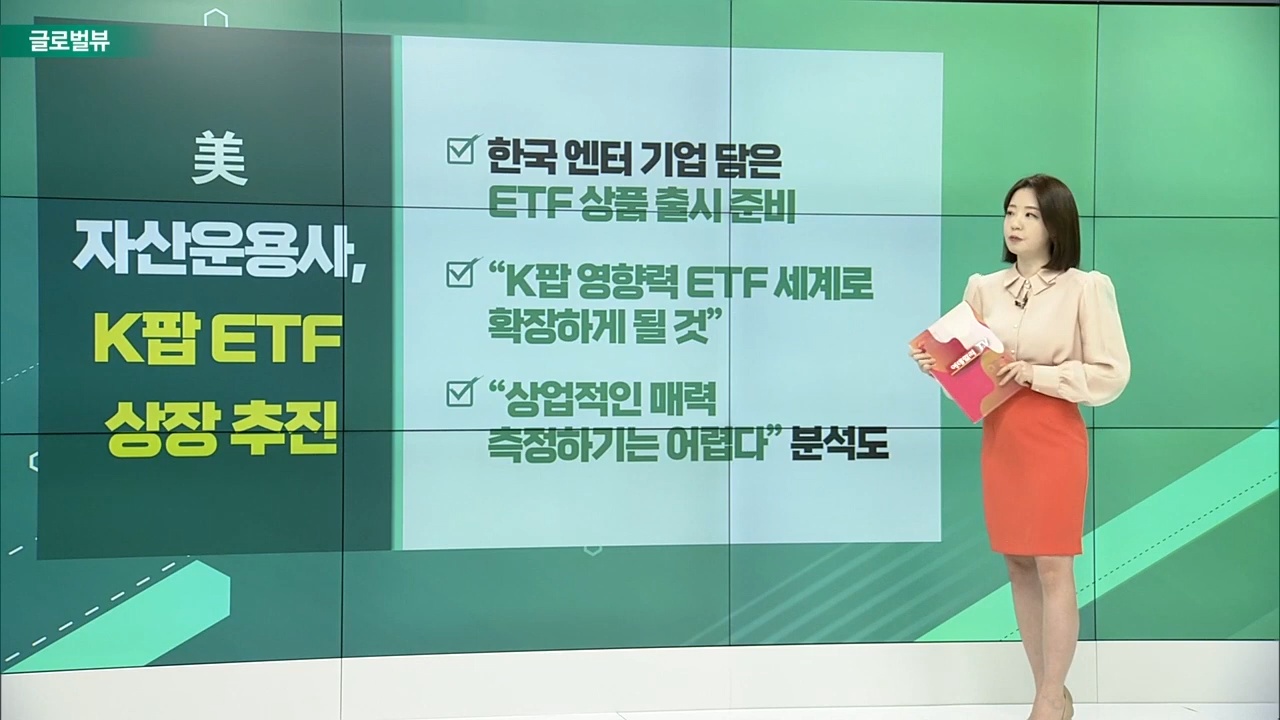 글로벌뷰
美
자산운용사,
K팝 ETF
상장 추진
한국 엔터 기업 담은
ETF 상품 출시 준비
“K팝 영향력 ETF 세계로
확장하게 될 것”
“상업적인 매력
측정하기는 어렵다” 분석도